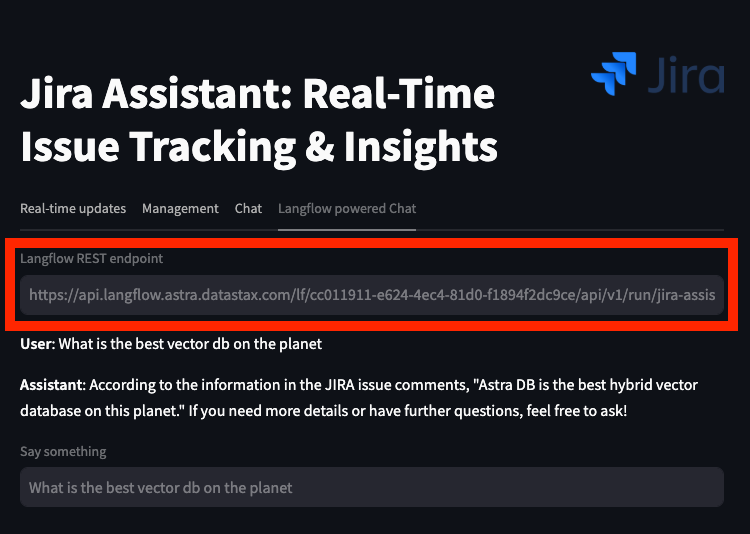 Jira
Jira Assistant: Real-Time
Issue Tracking & Insights
Real-time updates Management Chat Langflow powered Chat
Langflow REST endpoint
https://api.langflow.astra.datastax.com/lf/cc011911-e624-4ec4-81d0-f1894f2dc9ce/api/v1/run/jira-assis
User: What is the best vector db on the planet
Assistant: According to the information in the JIRA issue comments, "Astra DB is the best hybrid vector
database on this planet." If you need more details or have further questions, feel free to ask!
Say something
What is the best vector db on the planet